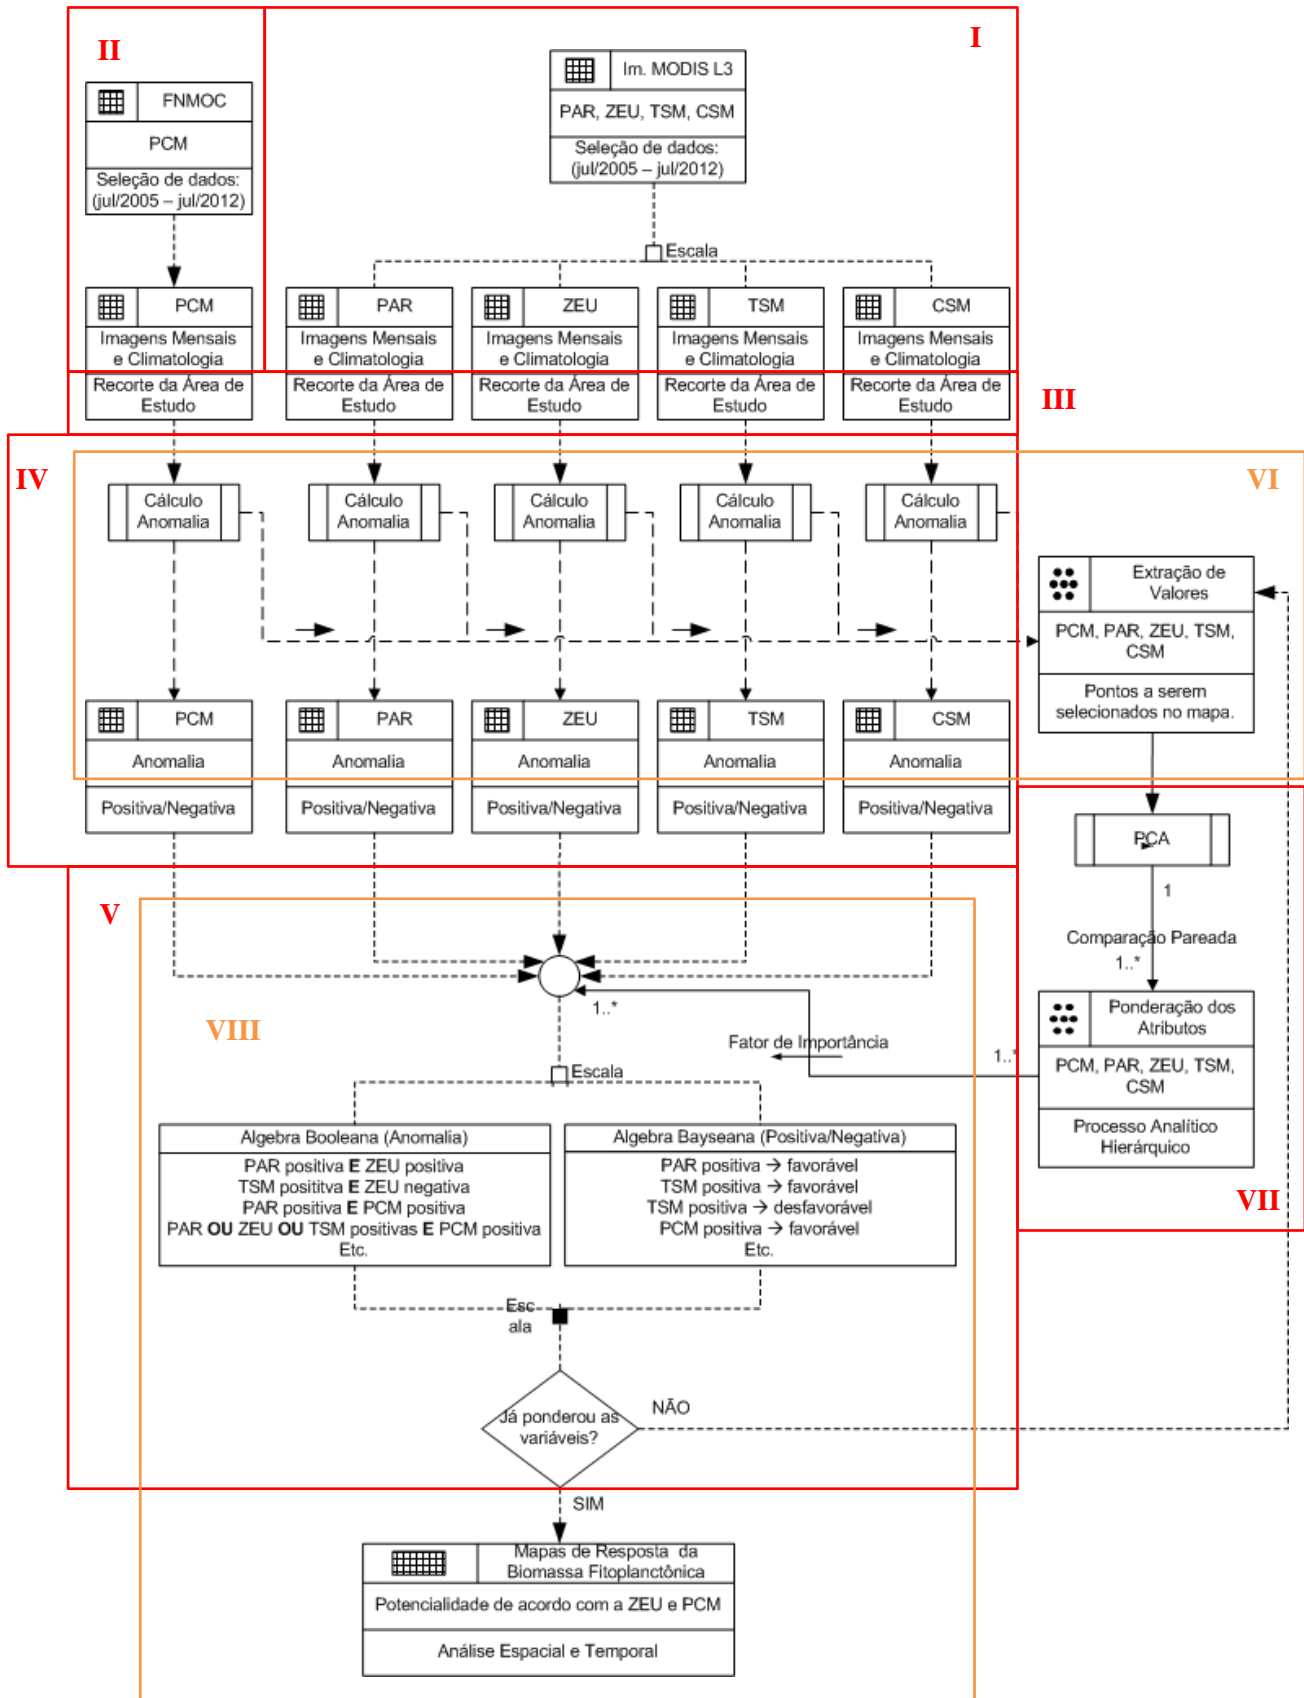 II
I
FNMOC
PCM
Seleção de dados:
(jul/2005 – jul/2012)
Im. MODIS L3
PAR, ZEU, TSM, CSM
Seleção de dados:
(jul/2005 – jul/2012)
Escala
PCM
Imagens Mensais
e Climatologia
Recorte da Área de
Estudo
PAR
Imagens Mensais
e Climatologia
Recorte da Área de
Estudo
ZEU
Imagens Mensais
e Climatologia
Recorte da Área de
Estudo
TSM
Imagens Mensais
e Climatologia
Recorte da Área de
Estudo
CSM
Imagens Mensais
e Climatologia
Recorte da Área de
Estudo
III
IV
VI
Cálculo
Anomalia
Cálculo
Anomalia
Cálculo
Anomalia
Cálculo
Anomalia
Cálculo
Anomalia
Extração de
Valores
PCM, PAR, ZEU, TSM,
CSM
Pontos a serem
selecionados no mapa.
PCM
Anomalia
Positiva/Negativa
PAR
Anomalia
Positiva/Negativa
ZEU
Anomalia
Positiva/Negativa
TSM
Anomalia
Positiva/Negativa
CSM
Anomalia
Positiva/Negativa
PCA
1
Comparação Pareada
1..*
V
VIII
1..*
Fator de Importância
1..*
Ponderação dos
Atributos
PCM, PAR, ZEU, TSM,
CSM
Processo Analítico
Hierárquico
VII
Escala
Algebra Booleana (Anomalia)
PAR positiva E ZEU positiva
TSM posititva E ZEU negativa
PAR positiva E PCM positiva
PAR OU ZEU OU TSM positivas E PCM positiva
Etc.
Algebra Bayseana (Positiva/Negativa)
PAR positiva → favorável
TSM positiva → favorável
TSM positiva → desfavorável
PCM positiva → favorável
Etc.
Esc
ala
Já ponderou as
variáveis?
NÃO
SIM
Mapas de Resposta da
Biomassa Fitoplanctônica
Potencialidade de acordo com a ZEU e PCM
Análise Espacial e Temporal